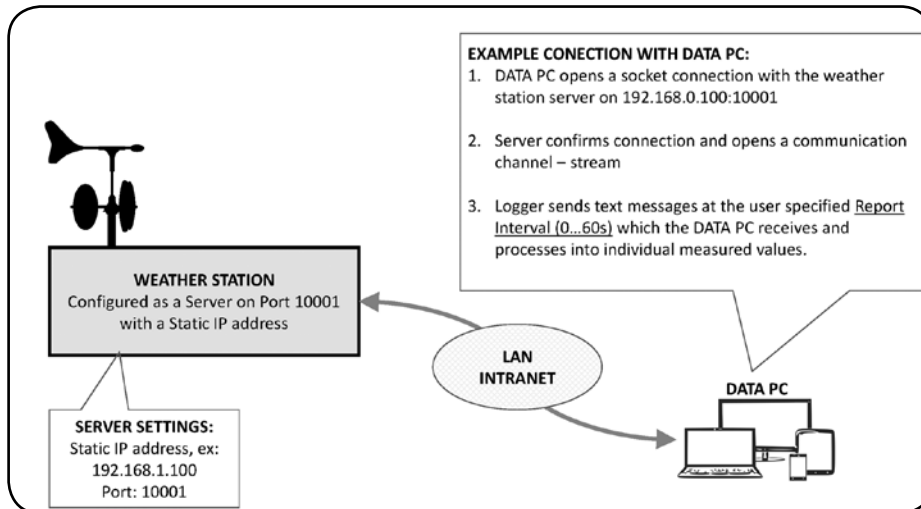 EXAMPLE CONECTION WITH DATA PC:
1. DATA PC opens a socket connection with the weather
station server on 192.168.0.100:10001
2. Server confirms connection and opens a communication
channel – stream
3. Logger sends text messages at the user specified Report
Interval (0...60s) which the DATA PC receives and
processes into individual measured values.
WEATHER STATION
Configured as a Server on Port 10001
with a Static IP address
LAN
INTRANET
DATA PC
SERVER SETTINGS:
Static IP address, ex:
192.168.1.100
Port: 10001